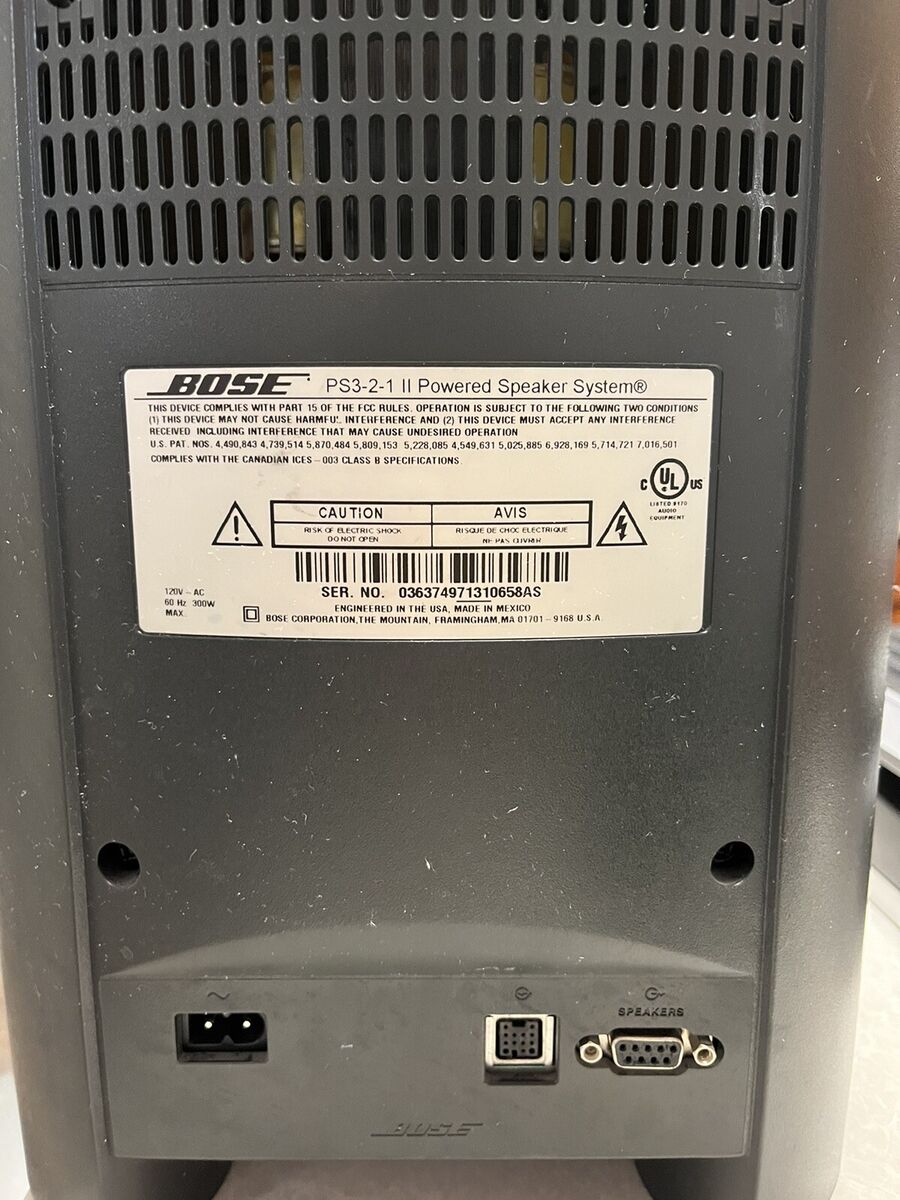 BOSE PS3-2-1 II Powered Speaker System®
THIS DEVICE COMPLIES WITH PART 15 OF THE FCC RULES. OPERATION IS SUBJECT TO THE FOLLOWING TWO CONDITIONS
(1) THIS DEVICE MAY NOT CAUSE HARMFUL INTERFERENCE AND (2) THIS DEVICE MUST ACCEPT ANY INTERFERENCE
RECEIVED INCLUDING INTERFERENCE THAT MAY CAUSE UNDESIRED OPERATION
U.S. PAT. NOS. 4,490,843 4,739,514 5,870,484 5,809,153 5,228,085 4,549,631 5,025,885 6,928,169 5,714,721 7,016,501
COMPLIES WITH THE CANADIAN ICES-003 CLASS B SPECIFICATIONS.
C UL US
LISTED 9170
AUDIO
EQUIPMENT
CAUTION AVIS
RISK OF ELECTRIC SHOCK RISQUE DE CHOC ELECTRIQUE
DO NOT OPEN NE PAS OUVRIR
SER. NO. 036374971310658AS
120V ~ AC
60 Hz 300W
MAX.
ENGINEERED IN THE USA, MADE IN MEXICO
BOSE CORPORATION, THE MOUNTAIN, FRAMINGHAM, MA 01701-9168 U.S.A.
SPEAKERS
BOSE